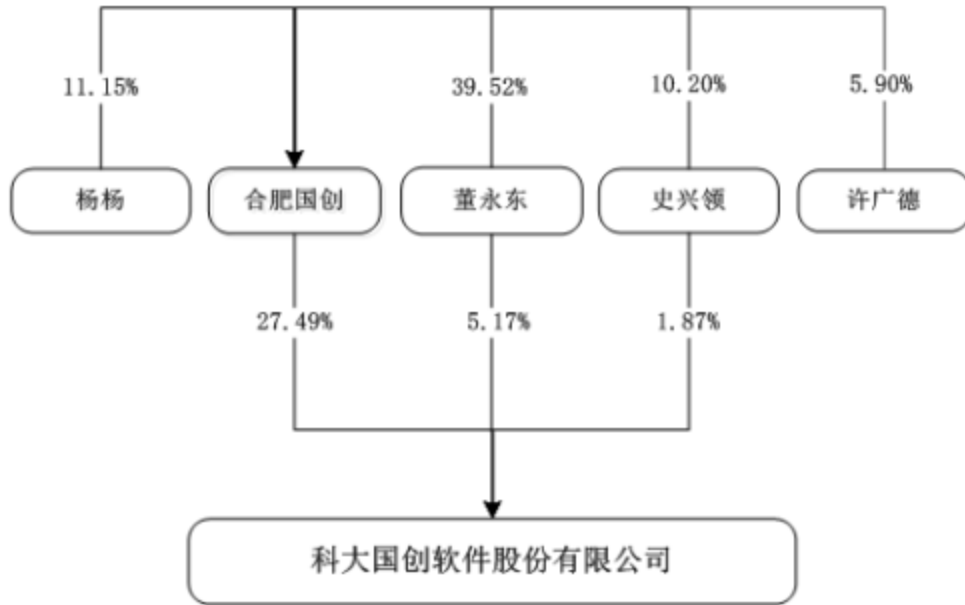 11.15% 39.52% 10.20% 5.90%
杨杨 合肥国创 董永东 史兴领 许广德
27.49% 5.17% 1.87%
科大国创软件股份有限公司